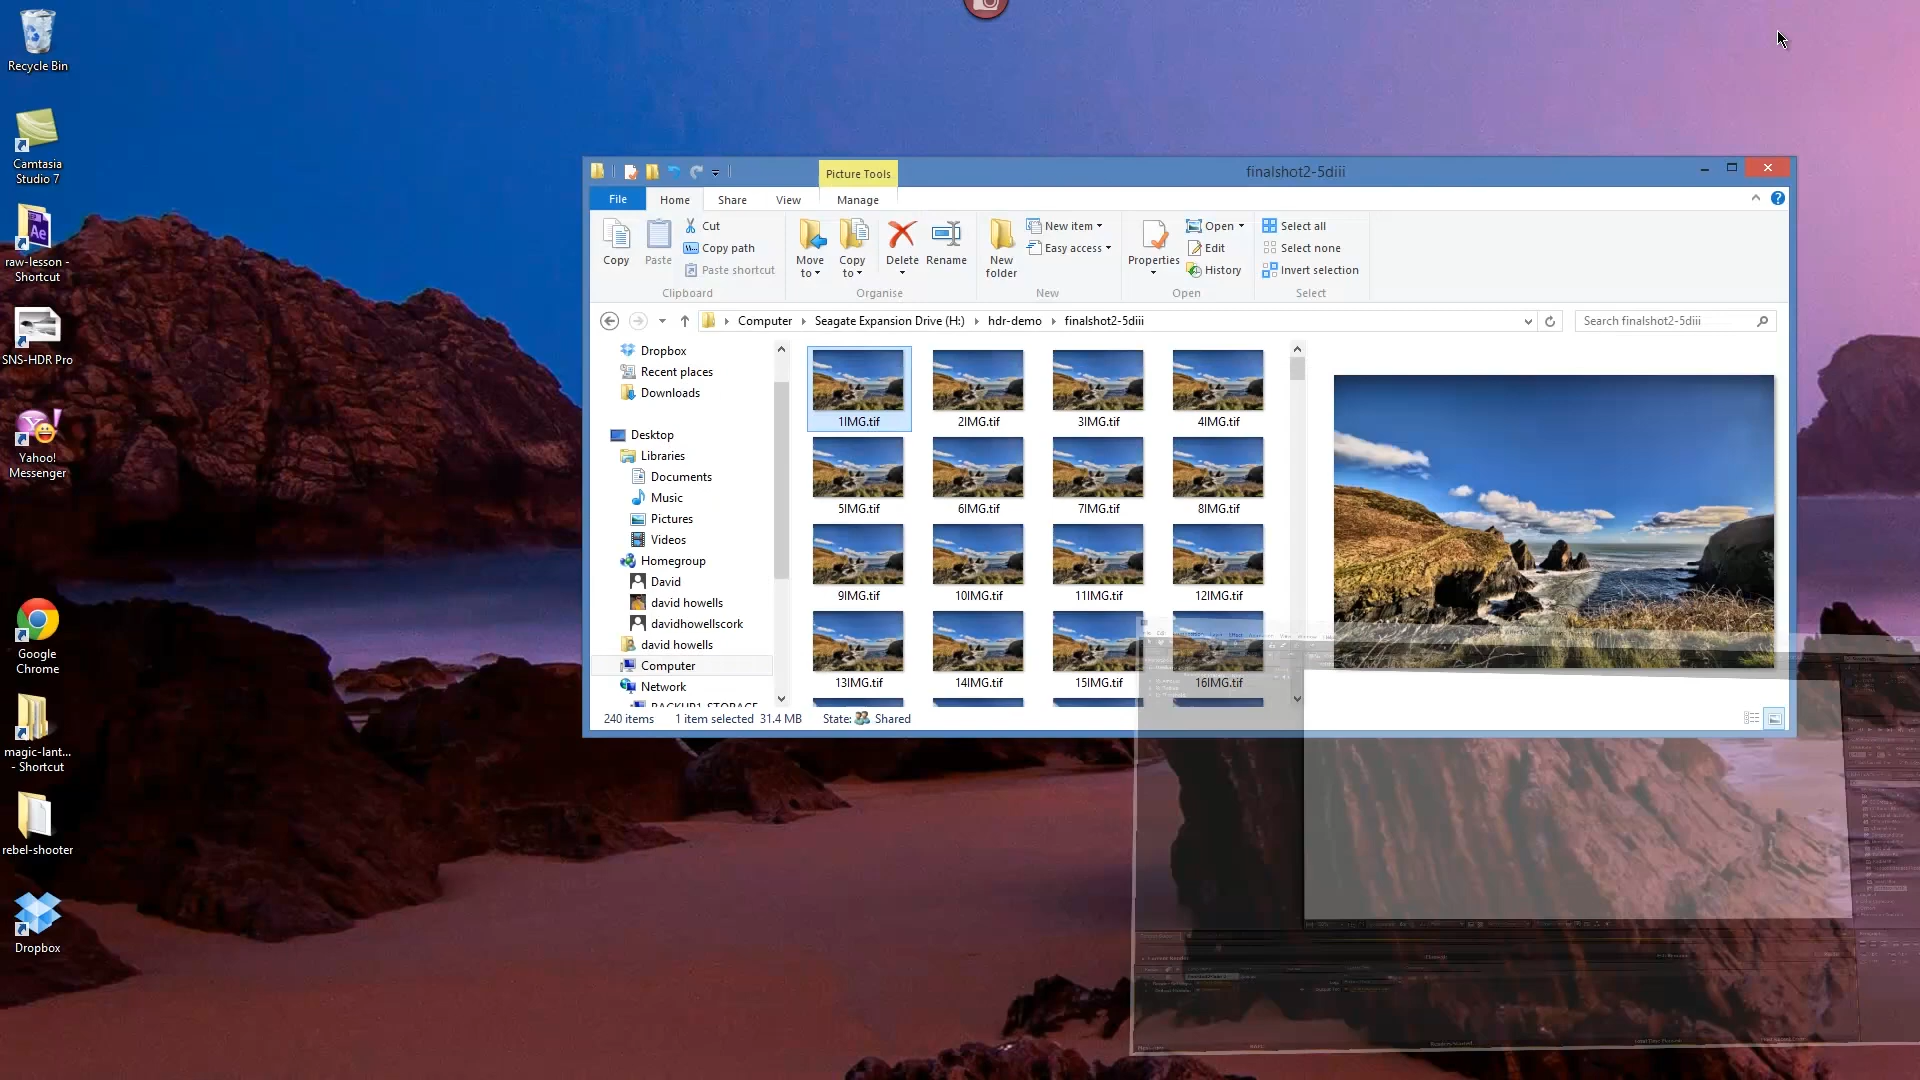 Recycle Bin
Camtasia
Studio 7
raw-lesson -
Shortcut
SNS-HDR Pro
Yahoo!
Messenger
Google
Chrome
magic-lant...
- Shortcut
rebel-shooter
Dropbox
Picture Tools
finalshot2-5diii
File
Home
Share
View
Manage
Copy
Paste
Cut
Copy path
Paste shortcut
Clipboard
Move
to
Copy
to
Delete
Rename
Organise
New
folder
New item
Easy access
New
Properties
Open
Edit
History
Open
Select all
Select none
Invert selection
Select
Computer
Seagate Expansion Drive (H:)
hdr-demo
finalshot2-5diii
Search finalshot2-5diii
Dropbox
Recent places
Downloads
Desktop
Libraries
Documents
Music
Pictures
Videos
Homegroup
David
david howells
davidhowellscork
david howells
Computer
Network
BACKUP1-STORAGE
1IMG.tif
2IMG.tif
3IMG.tif
4IMG.tif
5IMG.tif
6IMG.tif
7IMG.tif
8IMG.tif
9IMG.tif
10IMG.tif
11IMG.tif
12IMG.tif
13IMG.tif
14IMG.tif
15IMG.tif
16IMG.tif
240 items
1 item selected 31.4 MB
State:
Shared